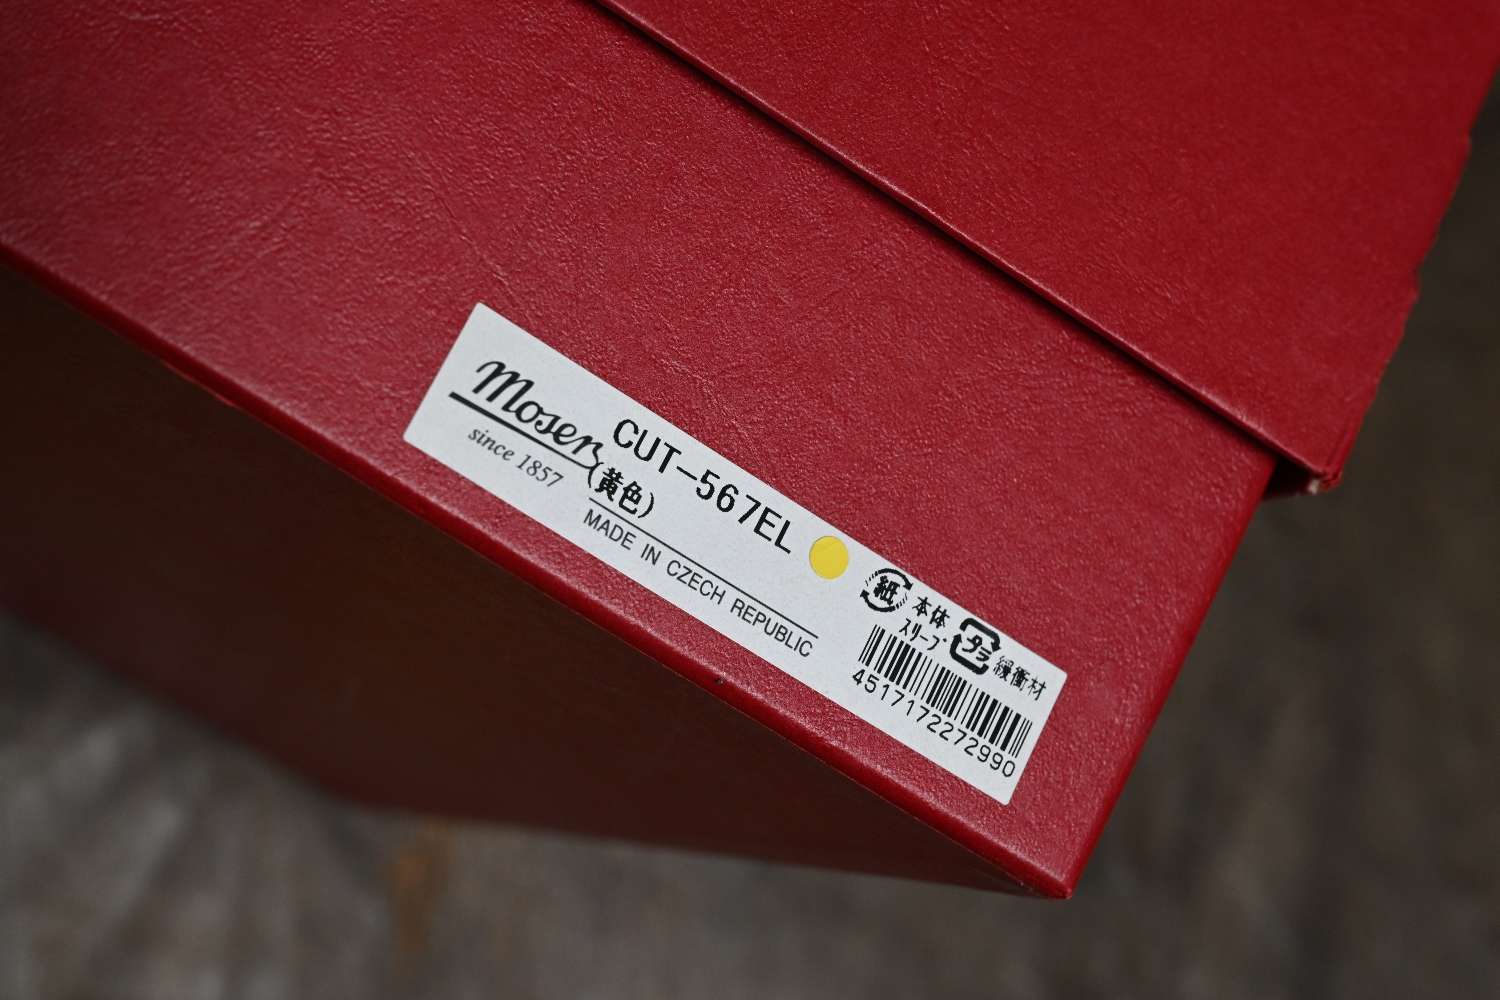 Moser
since 1857
CUT-567EL
(黄色)
MADE IN CZECH REPUBLIC
紙 本体
スリーブ
プラ 緩衝材
4517172272990